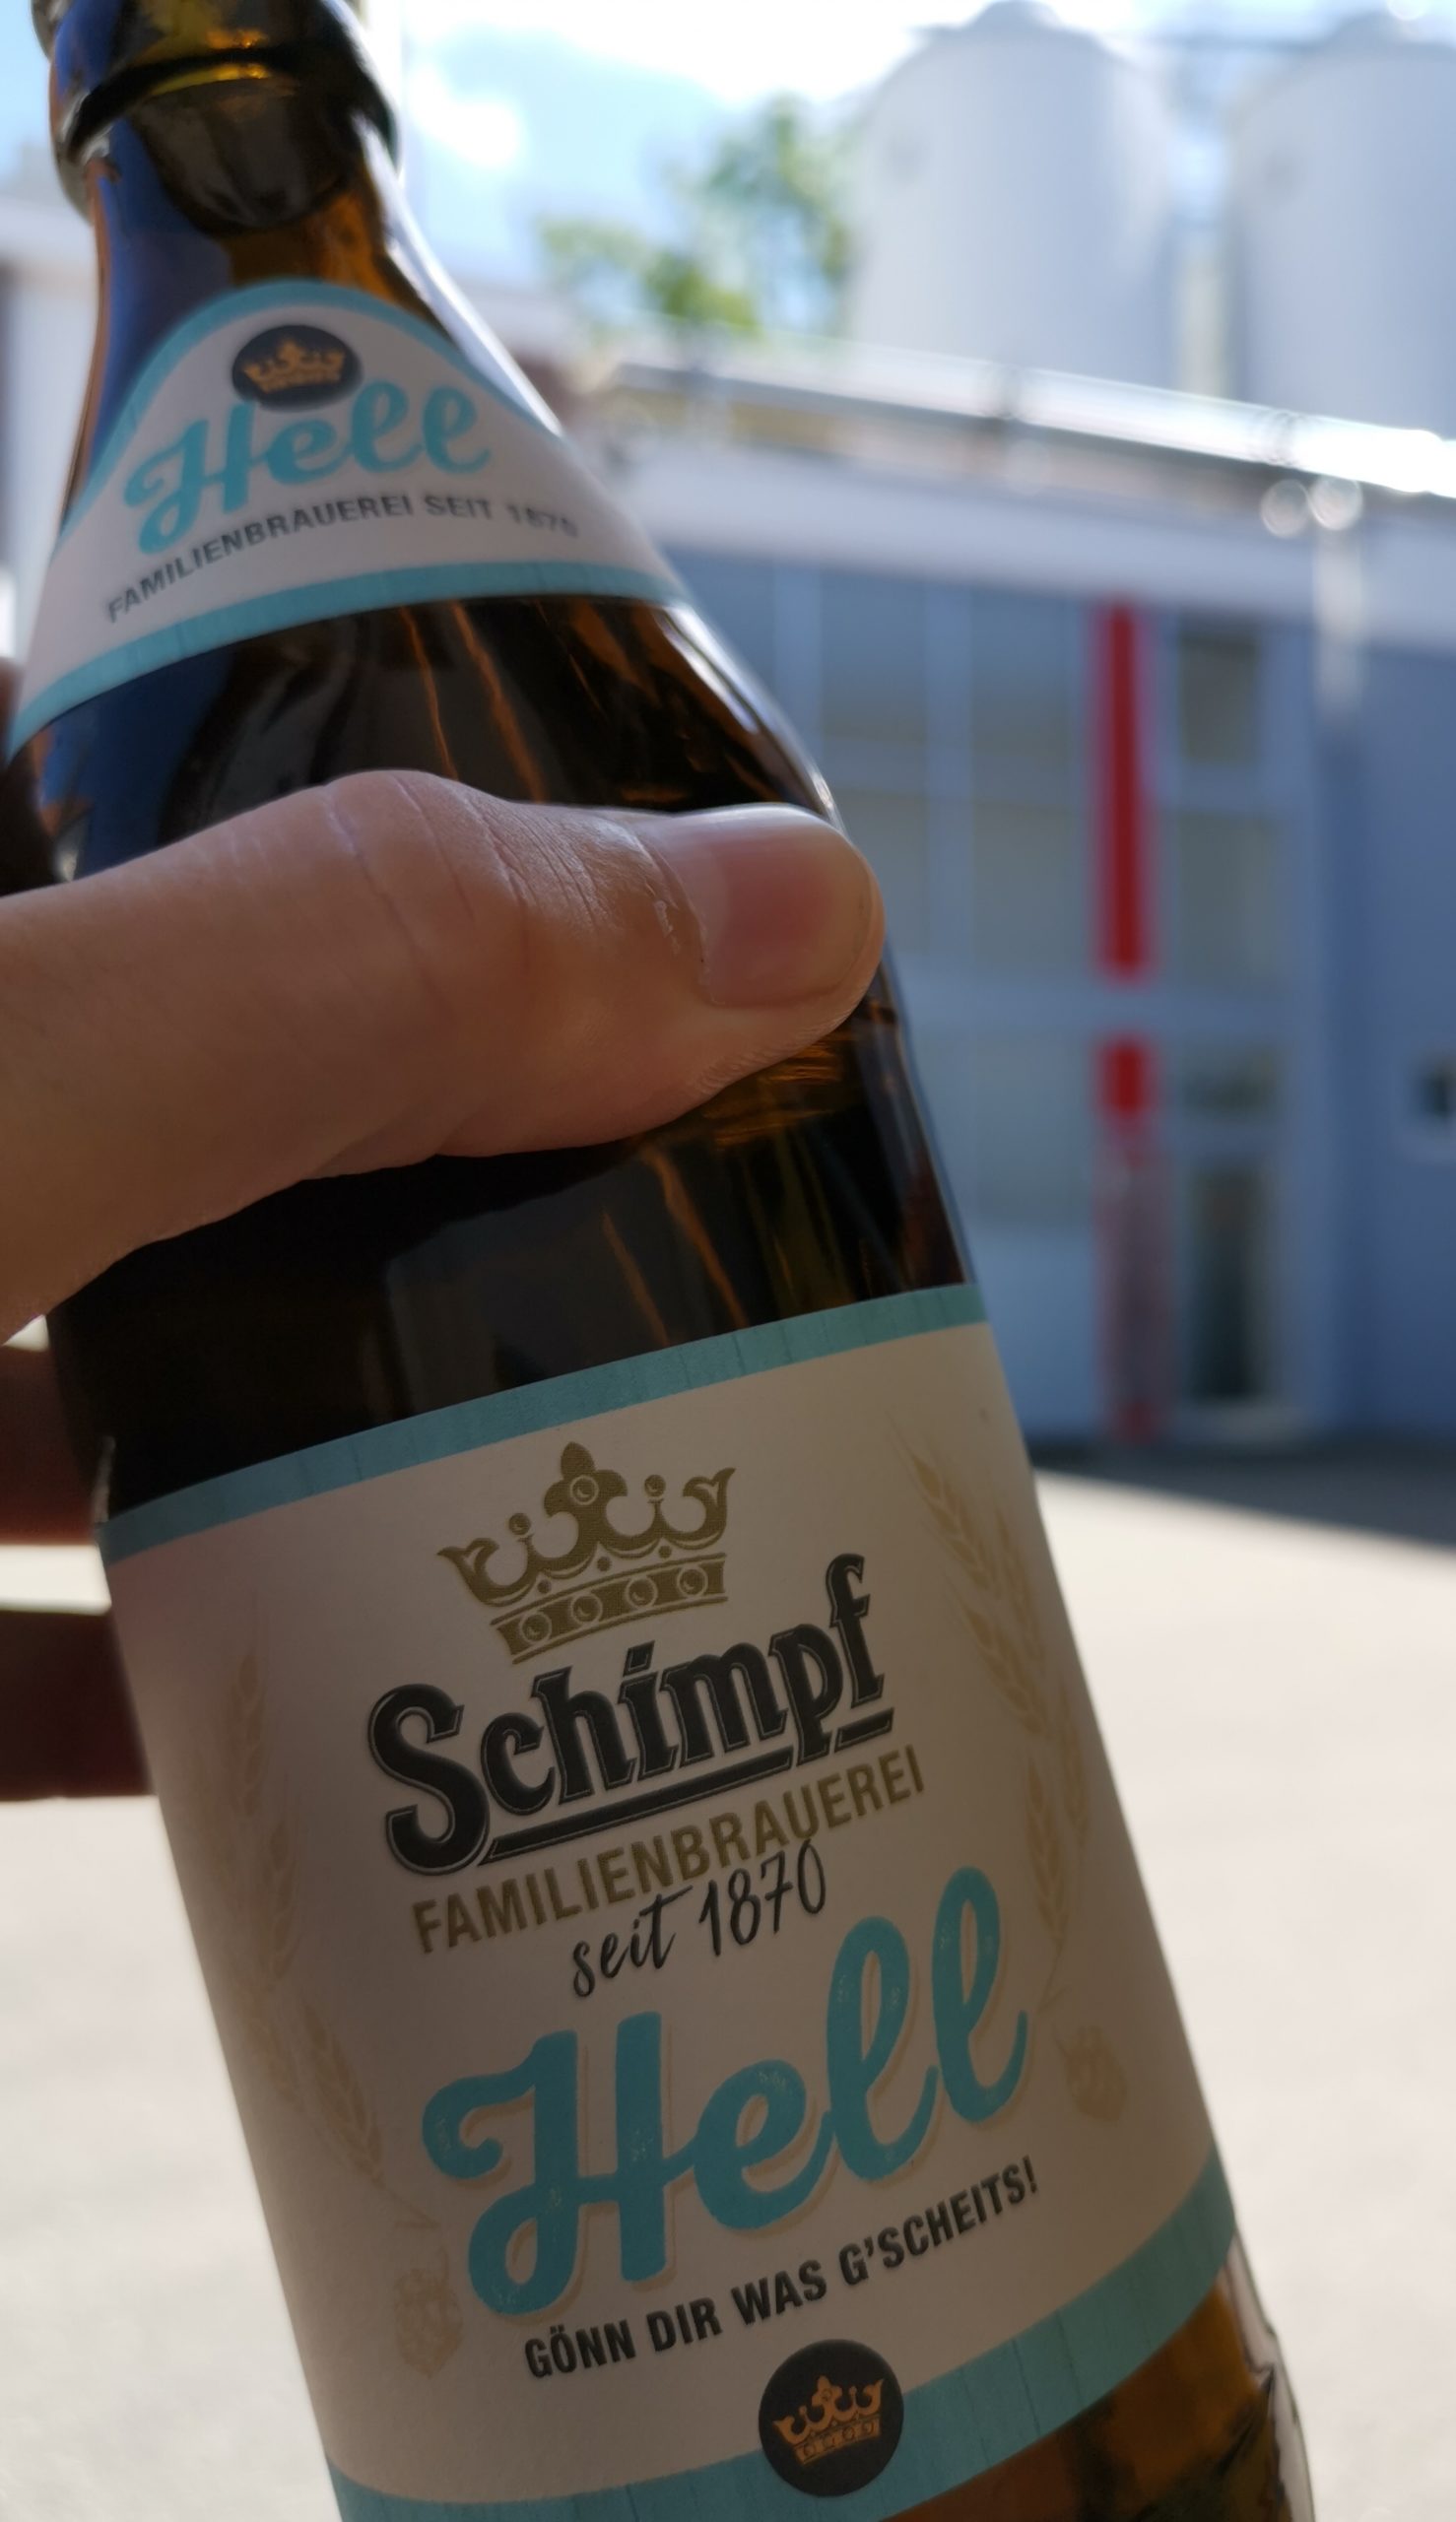 Hell
FAMILIENBRAUEREI SEIT 1870
Schimpf
FAMILIENBRAUEREI
seit 1870
Hell
GÖNN DIR WAS G'SCHEITS!